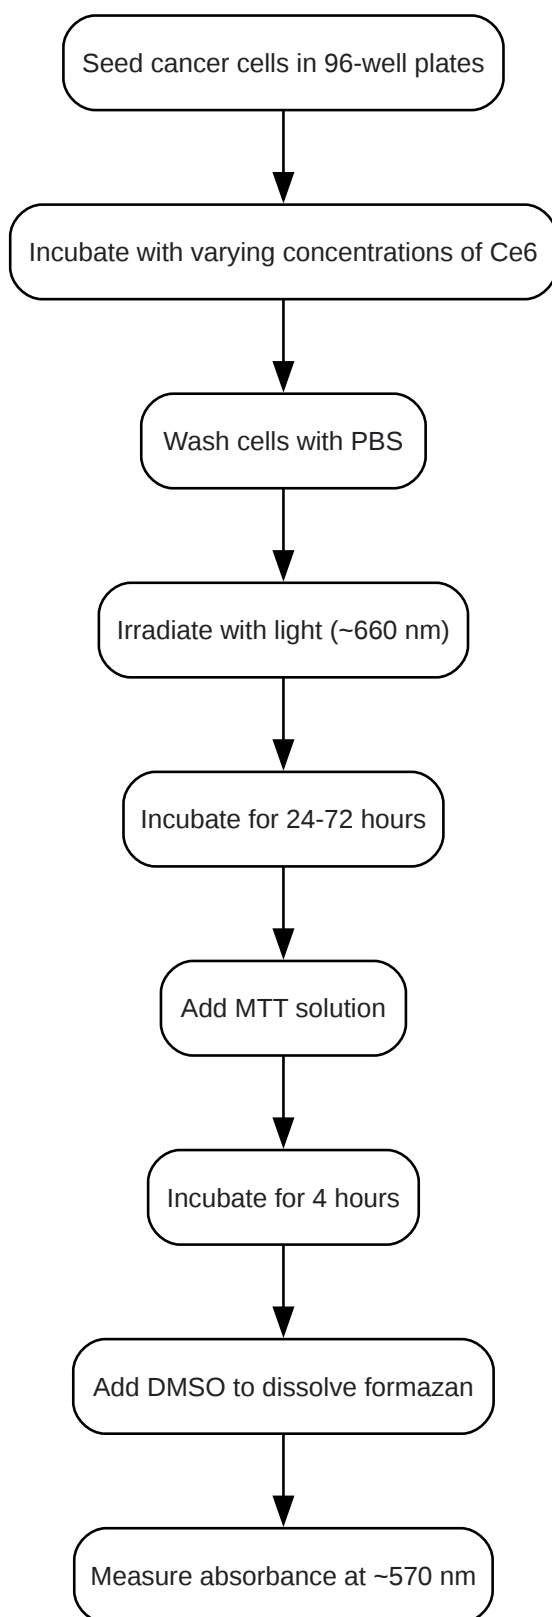 Seed cancer cells in 96-well plates
Incubate with varying concentrations of Ce6
Wash cells with PBS
Irradiate with light (~660 nm)
Incubate for 24-72 hours
Add MTT solution
Incubate for 4 hours
Add DMSO to dissolve formazan
Measure absorbance at ~570 nm